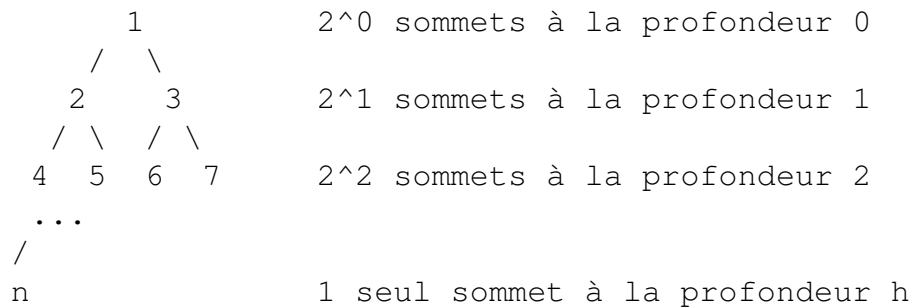 1 2^0 sommets à la profondeur 0
/ \
2 3 2^1 sommets à la profondeur 1
/ \ / \
4 5 6 7 2^2 sommets à la profondeur 2
...
/
n 1 seul sommet à la profondeur h